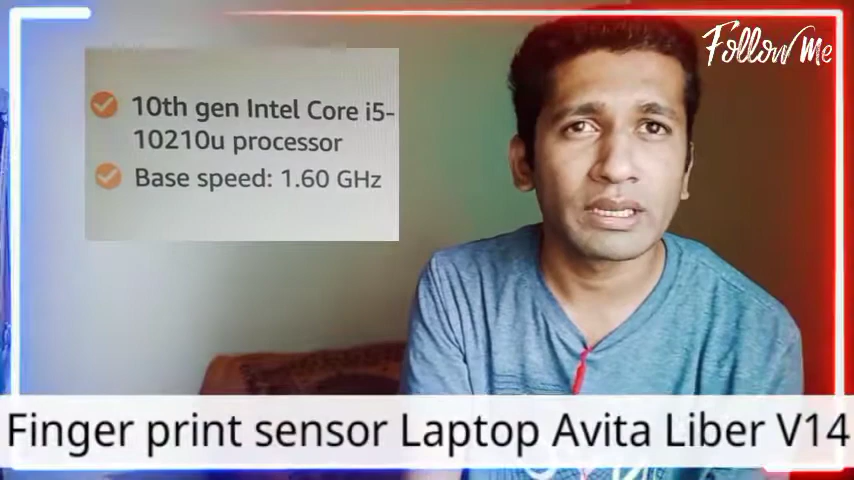 Follow Me
10th gen Intel Core i5-
10210u processor
Base speed: 1.60 GHz
Finger print sensor Laptop Avita Liber V14